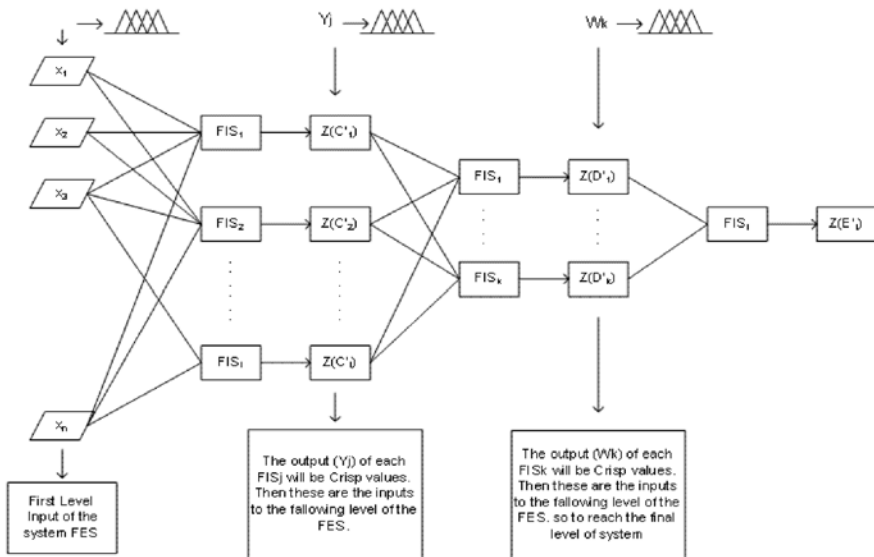 Yj
Wk
x1
x2
x3
xn
FIS1
Z(C'1)
FIS2
Z(C'2)
FISi
Z(C'i)
FIS1
Z(D'1)
FISk
Z(D'k)
FIS1
Z(E'i)
First Level
Input of the
system FES
The output (Yj) of each
FISj will be Crisp values.
Then these are the inputs
to the fallowing level of the
FES.
The output (Wk) of each
FISk will be Crisp values.
Then these are the inputs
to the fallowing level of the
FES. so to reach the final
level of system